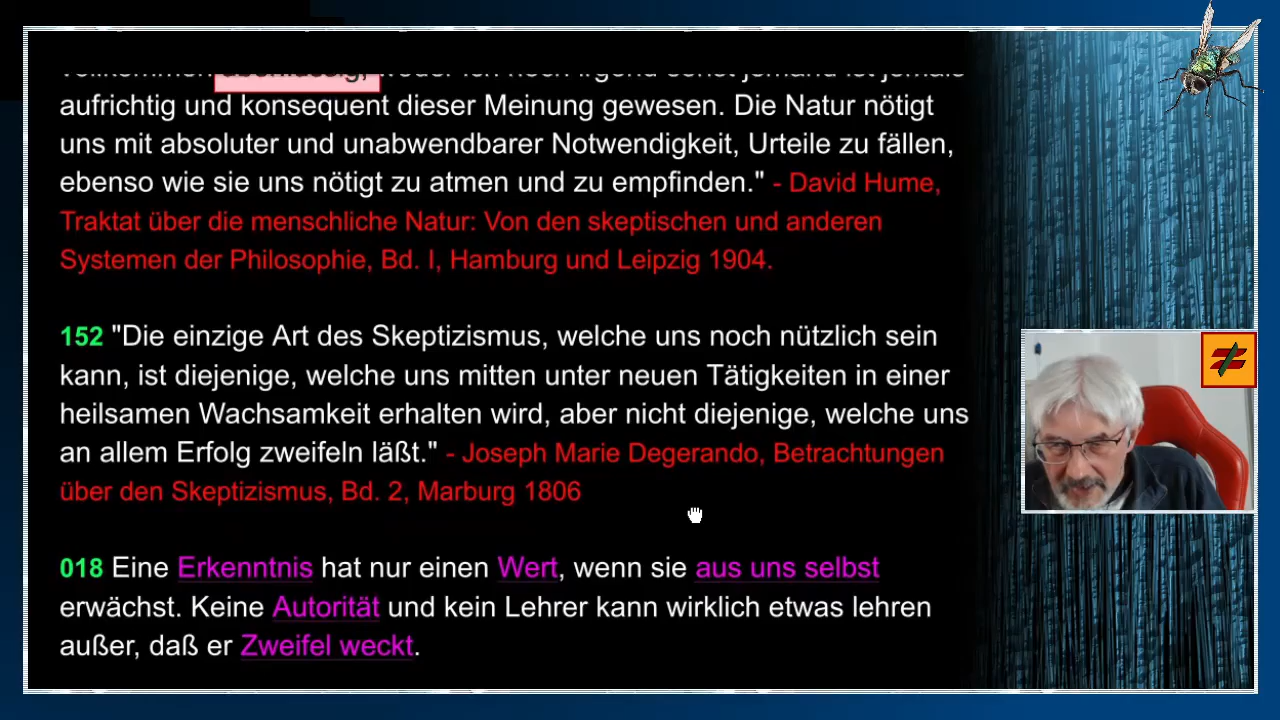 aufrichtig und konsequent dieser Meinung gewesen. Die Natur nötigt
uns mit absoluter und unabwendbarer Notwendigkeit, Urteile zu fällen,
ebenso wie sie uns nötigt zu atmen und zu empfinden." - David Hume,
Traktat über die menschliche Natur: Von den skeptischen und anderen
Systemen der Philosophie, Bd. I, Hamburg und Leipzig 1904.
152 "Die einzige Art des Skeptizismus, welche uns noch nützlich sein
kann, ist diejenige, welche uns mitten unter neuen Tätigkeiten in einer
heilsamen Wachsamkeit erhalten wird, aber nicht diejenige, welche uns
an allem Erfolg zweifeln läßt." - Joseph Marie Degerando, Betrachtungen
über den Skeptizismus, Bd. 2, Marburg 1806
018 Eine Erkenntnis hat nur einen Wert, wenn sie aus uns selbst
erwächst. Keine Autorität und kein Lehrer kann wirklich etwas lehren
außer, daß er Zweifel weckt.